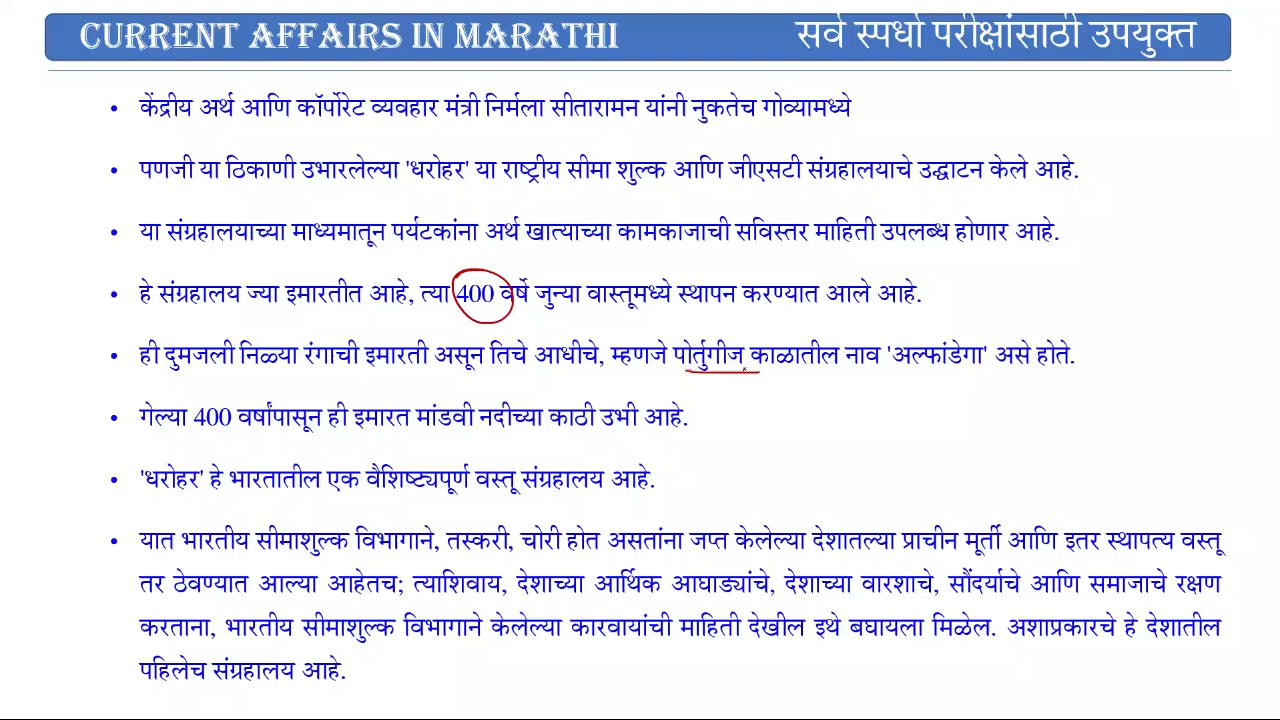 CURRENT AFFAIRS IN MARATHI
सर्व स्पर्धा परीक्षांसाठी उपयुक्त
• केंद्रीय अर्थ आणि कॉर्पोरेट व्यवहार मंत्री निर्मला सीतारामन यांनी नुकतेच गोव्यामध्ये
• पणजी या ठिकाणी उभारलेल्या 'धरोहर' या राष्ट्रीय सीमा शुल्क आणि जीएसटी संग्रहालयाचे उद्घाटन केले आहे.
• या संग्रहालयाच्या माध्यमातून पर्यटकांना अर्थ खात्याच्या कामकाजाची सविस्तर माहिती उपलब्ध होणार आहे.
• हे संग्रहालय ज्या इमारतीत आहे, त्या 400 वर्षे जुन्या वास्तूमध्ये स्थापन करण्यात आले आहे.
• ही दुमजली निळ्या रंगाची इमारती असून तिचे आधीचे, म्हणजे पोर्तुगीज काळातील नाव 'अल्फांडेगा' असे होते.
• गेल्या 400 वर्षांपासून ही इमारत मांडवी नदीच्या काठी उभी आहे.
• 'धरोहर' हे भारतातील एक वैशिष्ट्यपूर्ण वस्तू संग्रहालय आहे.
• यात भारतीय सीमाशुल्क विभागाने, तस्करी, चोरी होत असतांना जप्त केलेल्या देशातल्या प्राचीन मूर्ती आणि इतर स्थापत्य वस्तू
तर ठेवण्यात आल्या आहेतच; त्याशिवाय, देशाच्या आर्थिक आघाड्यांचे, देशाच्या वारशाचे, सौंदर्याचे आणि समाजाचे रक्षण
करताना, भारतीय सीमाशुल्क विभागाने केलेल्या कारवायांची माहिती देखील इथे बघायला मिळेल. अशाप्रकारचे हे देशातील
पहिलेच संग्रहालय आहे.